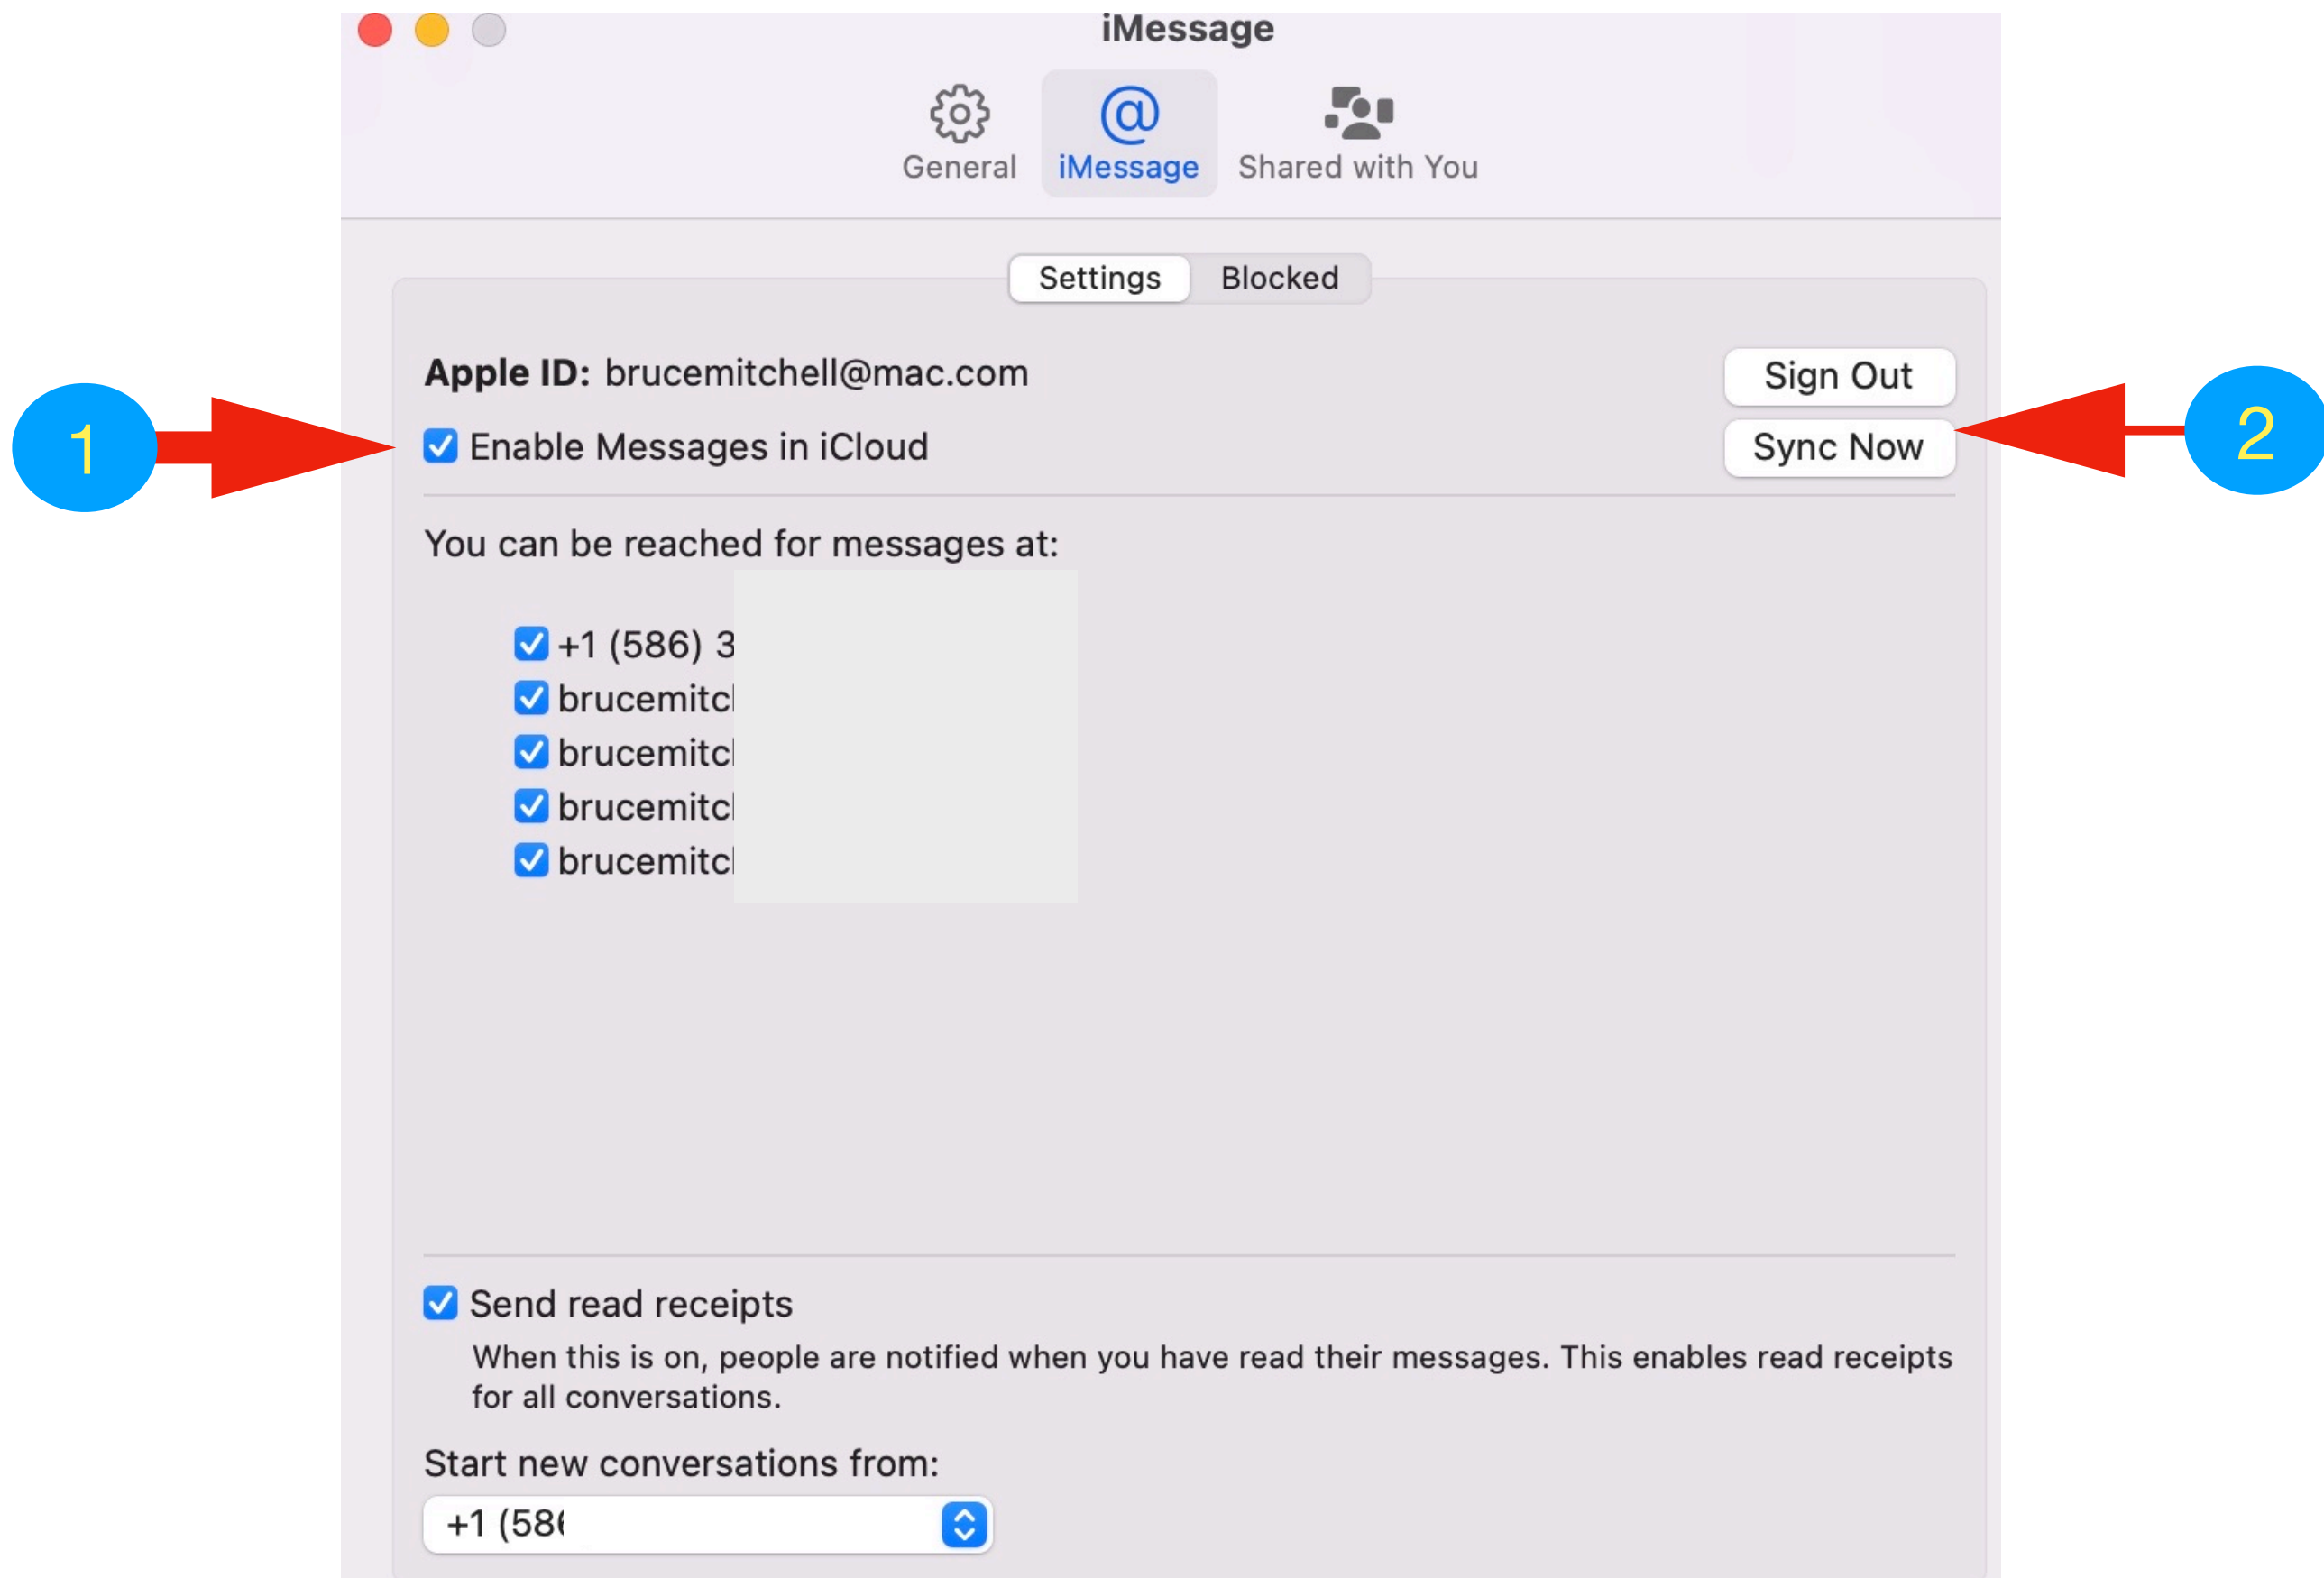 iMessage
General
iMessage
Shared with You
Settings
Blocked
Apple ID: brucemitchell@mac.com
Sign Out
1
Enable Messages in iCloud
Sync Now
2
You can be reached for messages at:
+1 (586) 3
brucemitc
brucemitc
brucemitc
brucemitc
Send read receipts
When this is on, people are notified when you have read their messages. This enables read receipts
for all conversations.
Start new conversations from:
+1 (58